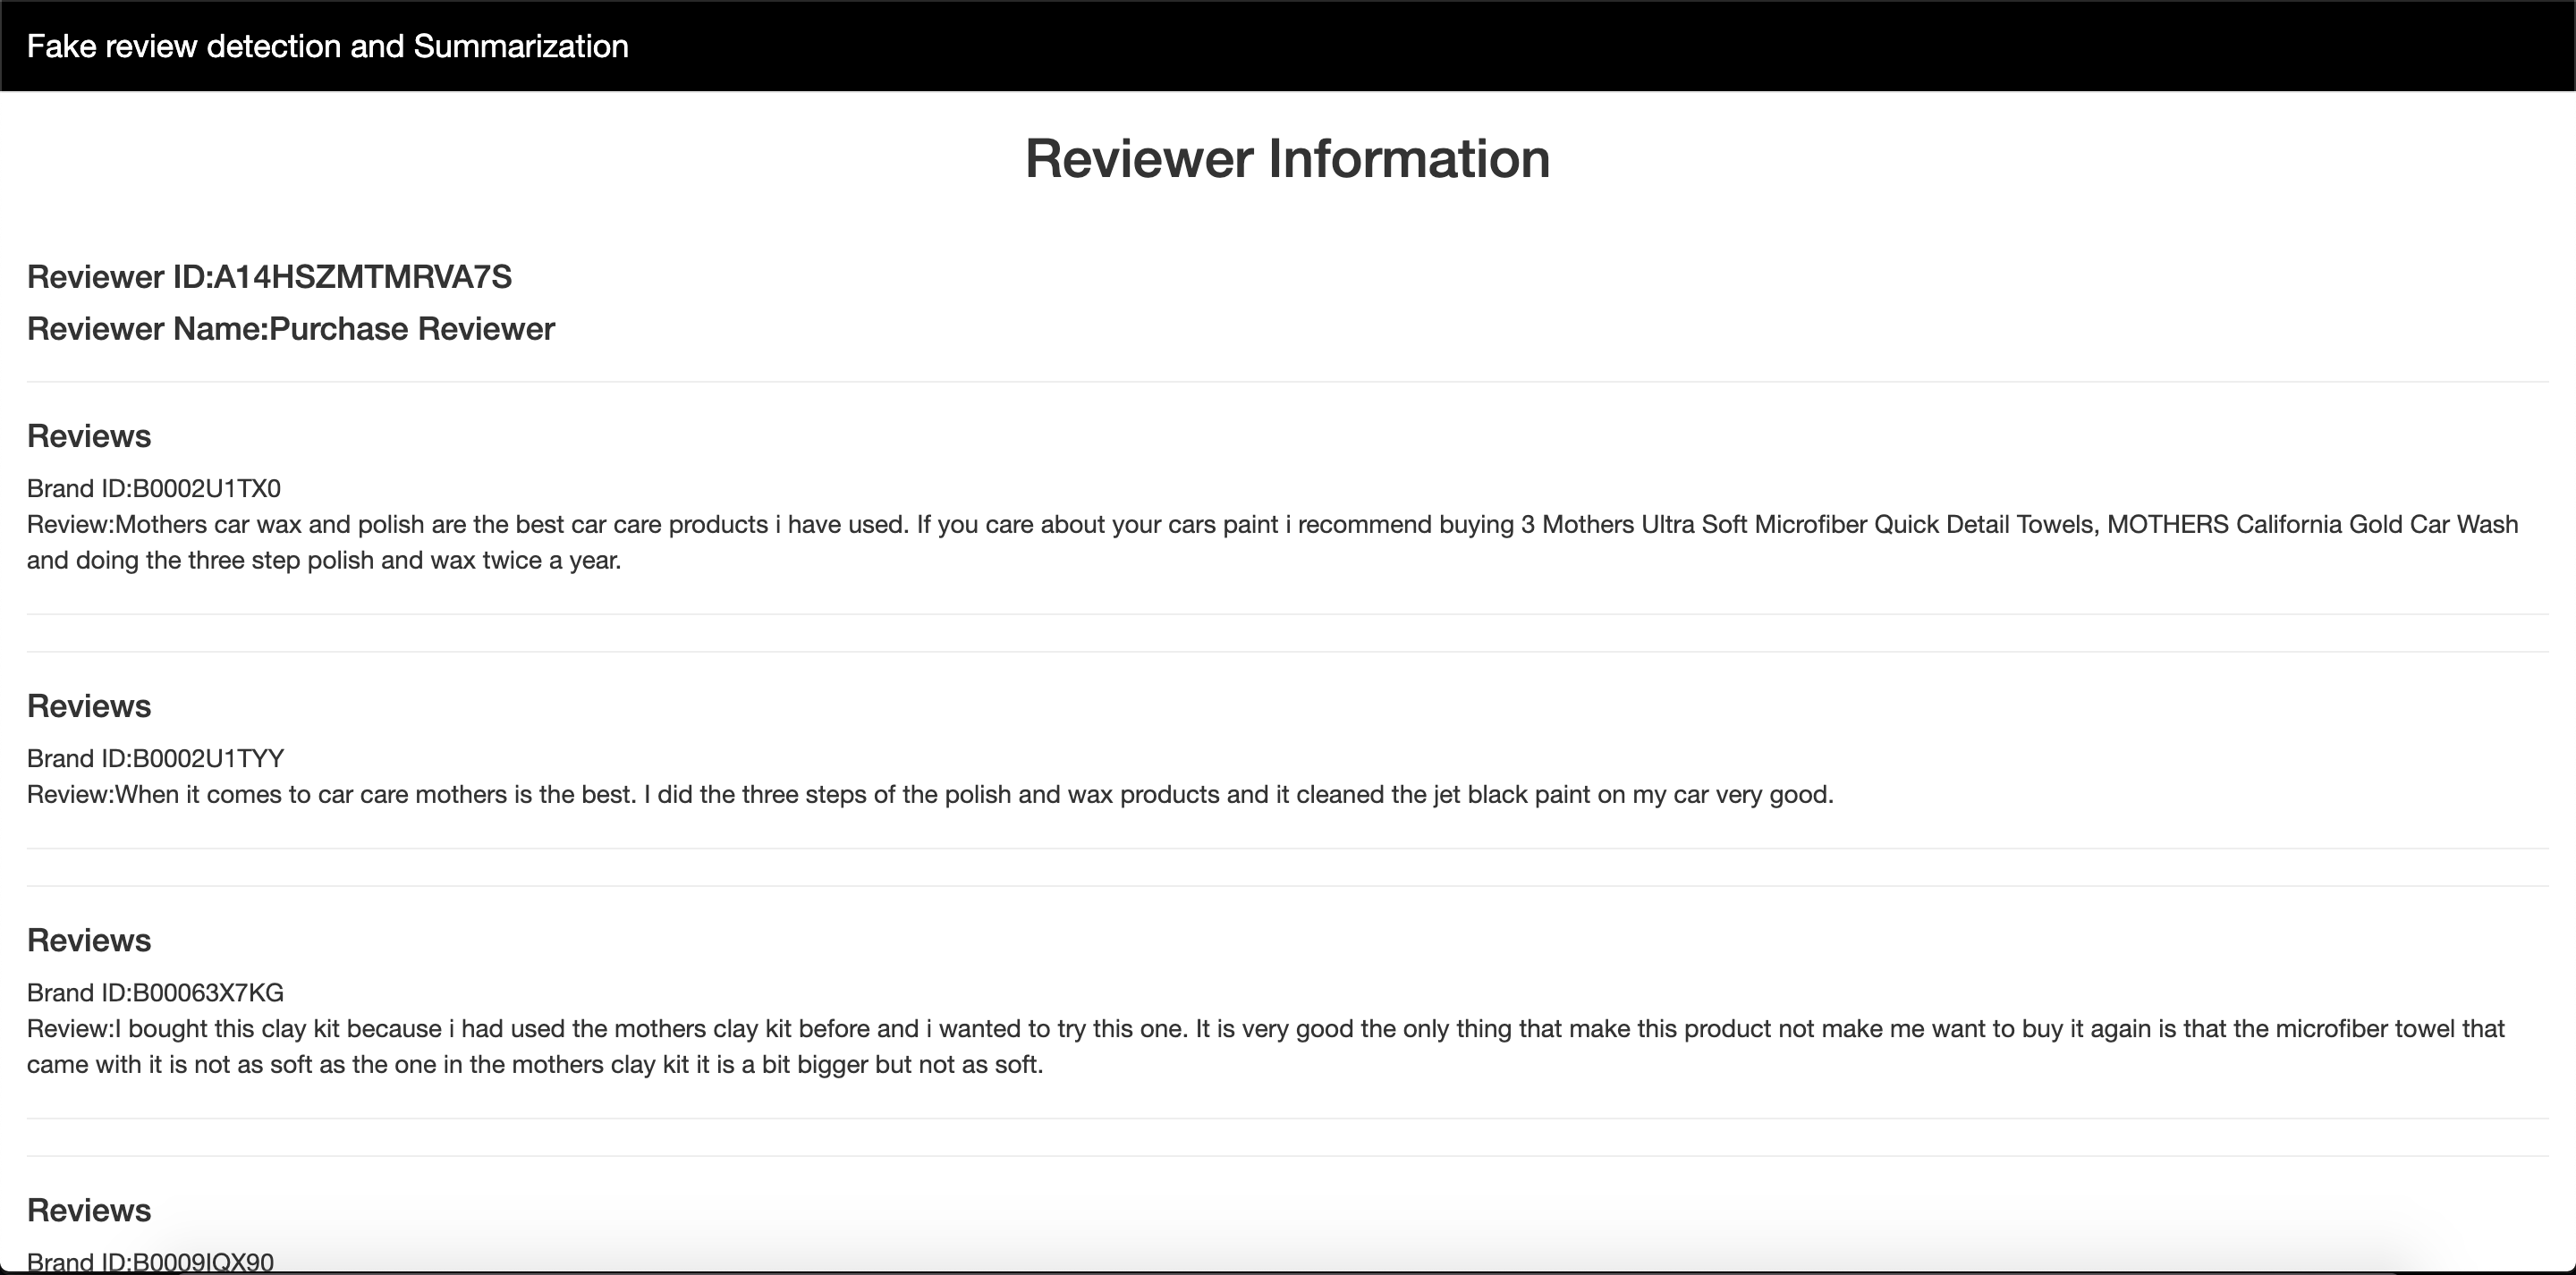 Fake review detection and Summarization
Reviewer Information
Reviewer ID:A14HSZMTMRVA7S
Reviewer Name:Purchase Reviewer
Reviews
Brand ID:B0002U1TX0
Review:Mothers car wax and polish are the best car care products i have used. If you care about your cars paint i recommend buying 3 Mothers Ultra Soft Microfiber Quick Detail Towels, MOTHERS California Gold Car Wash
and doing the three step polish and wax twice a year.
Reviews
Brand ID:B0002U1TYY
Review:When it comes to car care mothers is the best. I did the three steps of the polish and wax products and it cleaned the jet black paint on my car very good.
Reviews
Brand ID:B00063X7KG
Review:I bought this clay kit because i had used the mothers clay kit before and i wanted to try this one. It is very good the only thing that make this product not make me want to buy it again is that the microfiber towel that
came with it is not as soft as the one in the mothers clay kit it is a bit bigger but not as soft.
Reviews
Brand ID:B0009IQX90